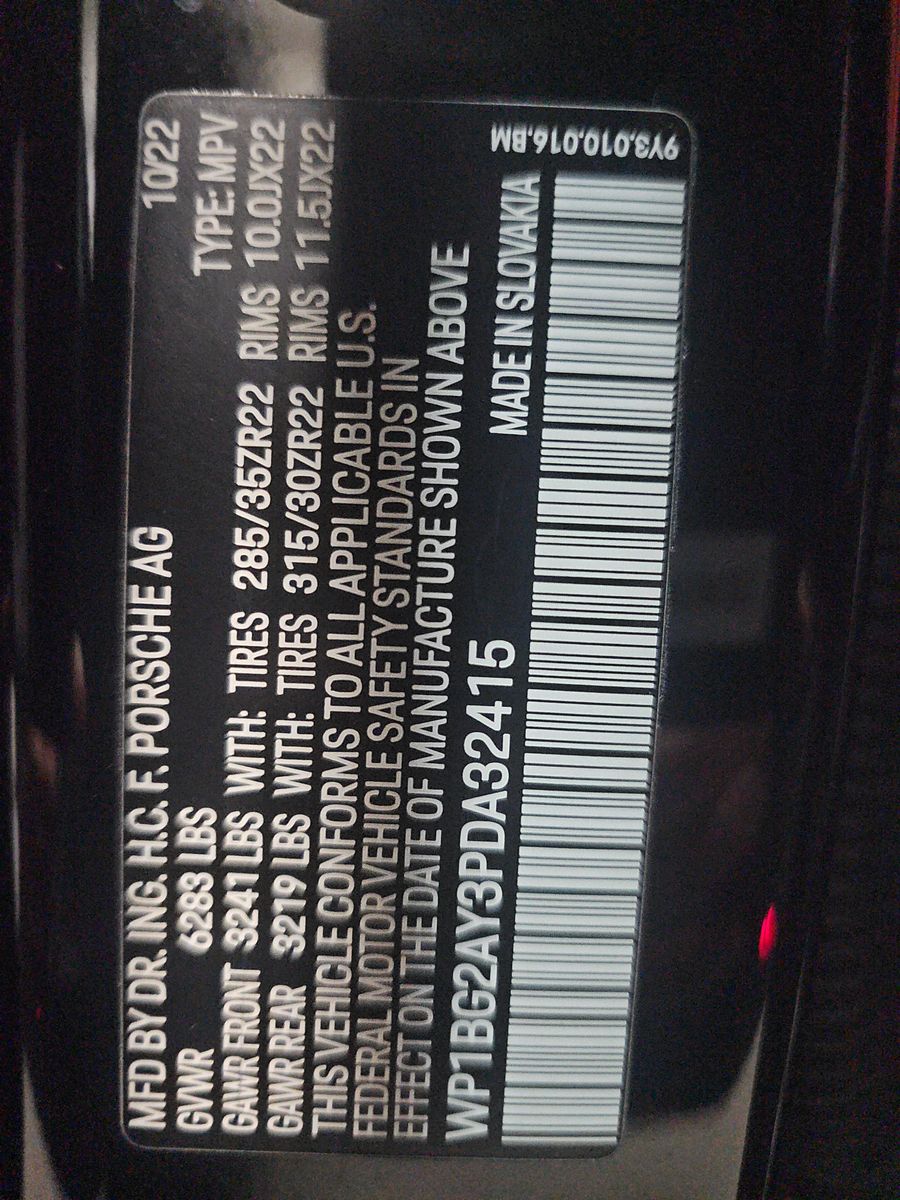 MFD BY DR. ING. H.C. F. PORSCHE AG 10/22
GVWR 6283 LBS TYPE: MPV
GAWR FRONT 3241 LBS WITH: TIRES 285/35ZR22 RIMS 10.0JX22
GAWR REAR 3219 LBS WITH: TIRES 315/30ZR22 RIMS 11.5JX22
THIS VEHICLE CONFORMS TO ALL APPLICABLE U.S.
FEDERAL MOTOR VEHICLE SAFETY STANDARDS IN
EFFECT ON THE DATE OF MANUFACTURE SHOWN ABOVE
WP1BG2AY3PDA32415 MADE IN SLOVAKIA
9Y3.010.016.BM